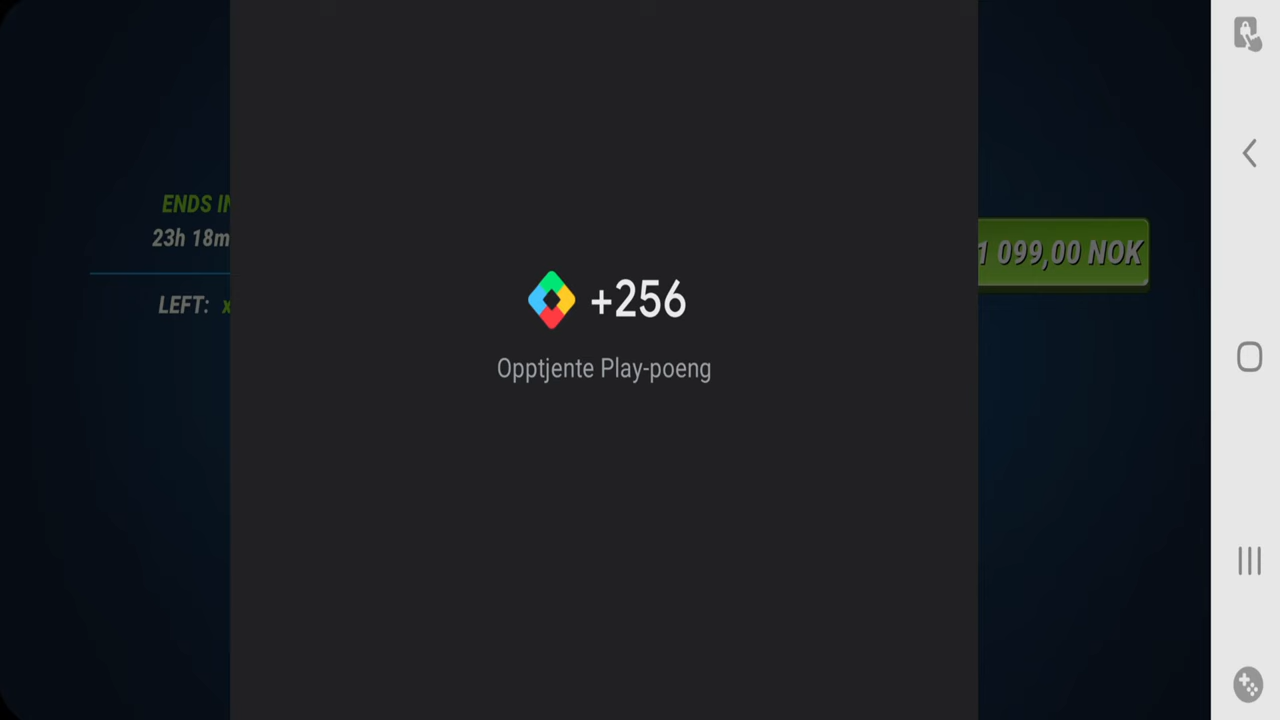 ENDS IN
23h 18m
LEFT: x
+256
Opptjente Play-poeng
1 099,00 NOK